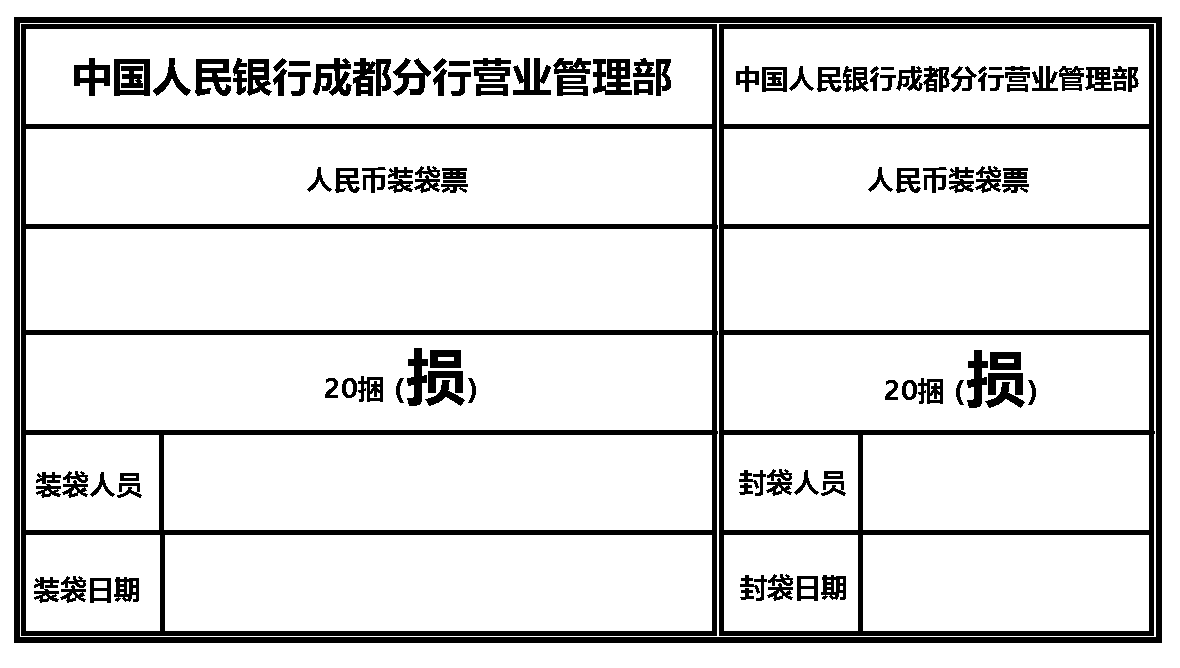 中国人民银行成都分行营业管理部
人民币装袋票
20捆 (损)
装袋人员
装袋日期
中国人民银行成都分行营业管理部
人民币装袋票
20捆 (损)
封袋人员
封袋日期